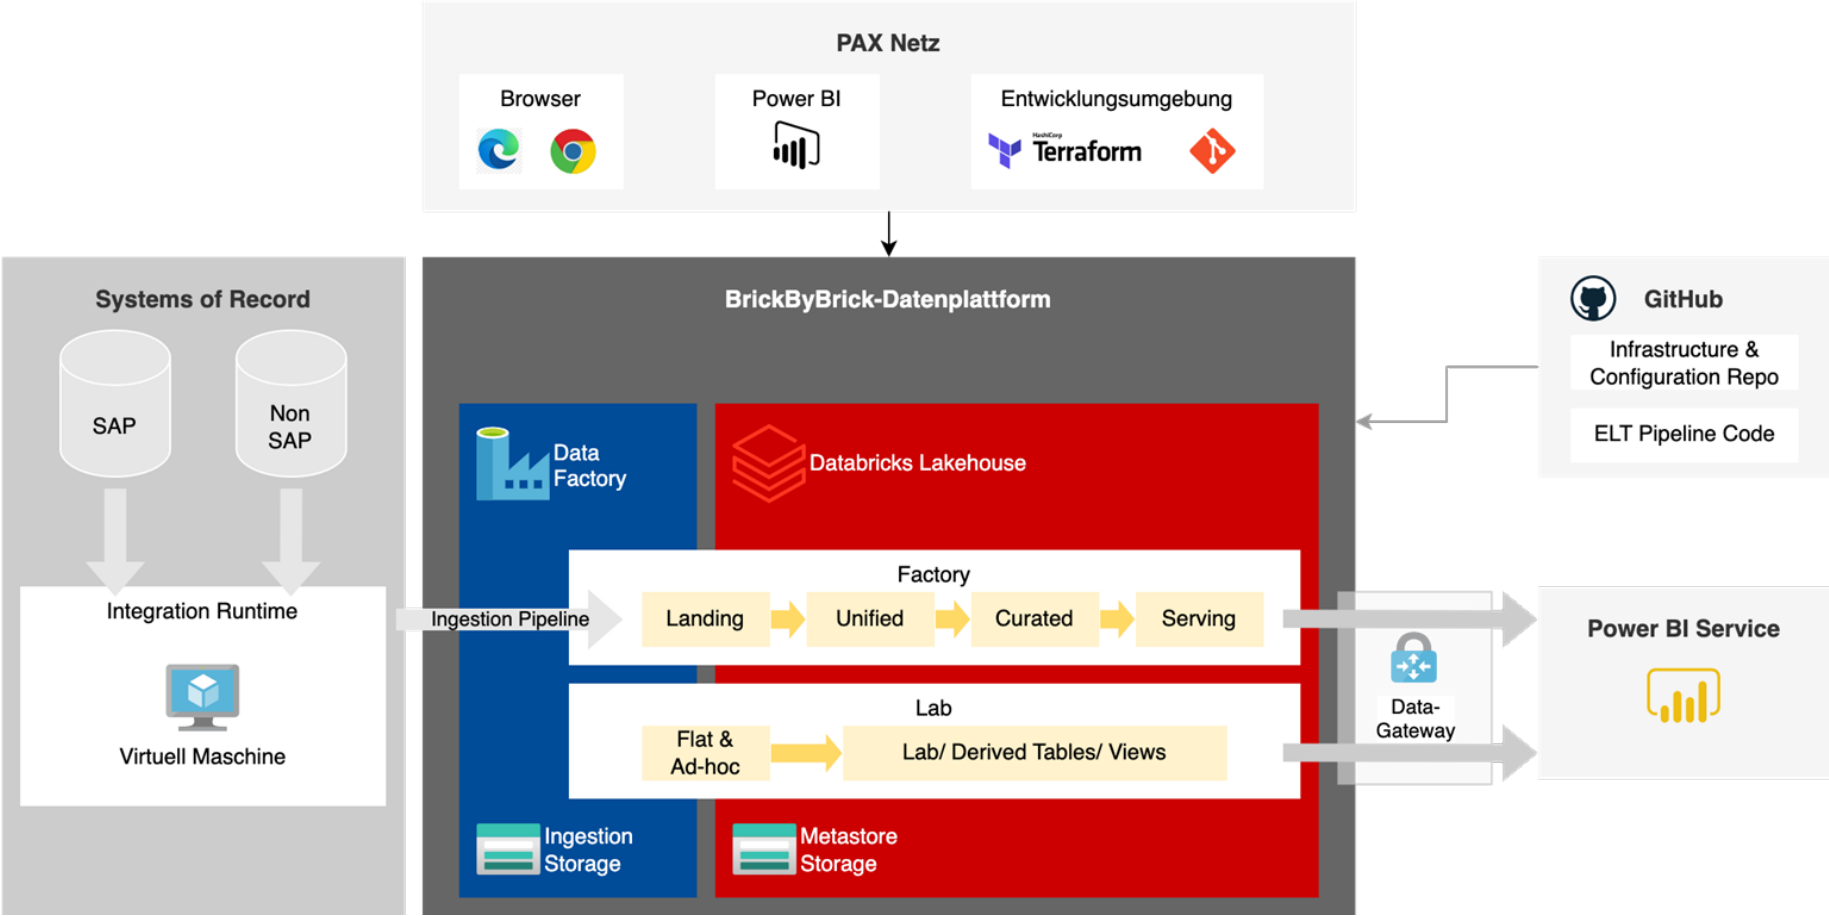 PAX Netz
Browser
Power BI
Entwicklungsumgebung
HashiCorp
Terraform
Systems of Record
SAP
Non
SAP
Integration Runtime
Virtuell Maschine
BrickByBrick-Datenplattform
Data
Factory
Databricks Lakehouse
Factory
Ingestion Pipeline
Landing
Unified
Curated
Serving
Lab
Flat &
Ad-hoc
Lab/ Derived Tables/ Views
Ingestion
Storage
Metastore
Storage
GitHub
Infrastructure &
Configuration Repo
ELT Pipeline Code
Data-
Gateway
Power BI Service